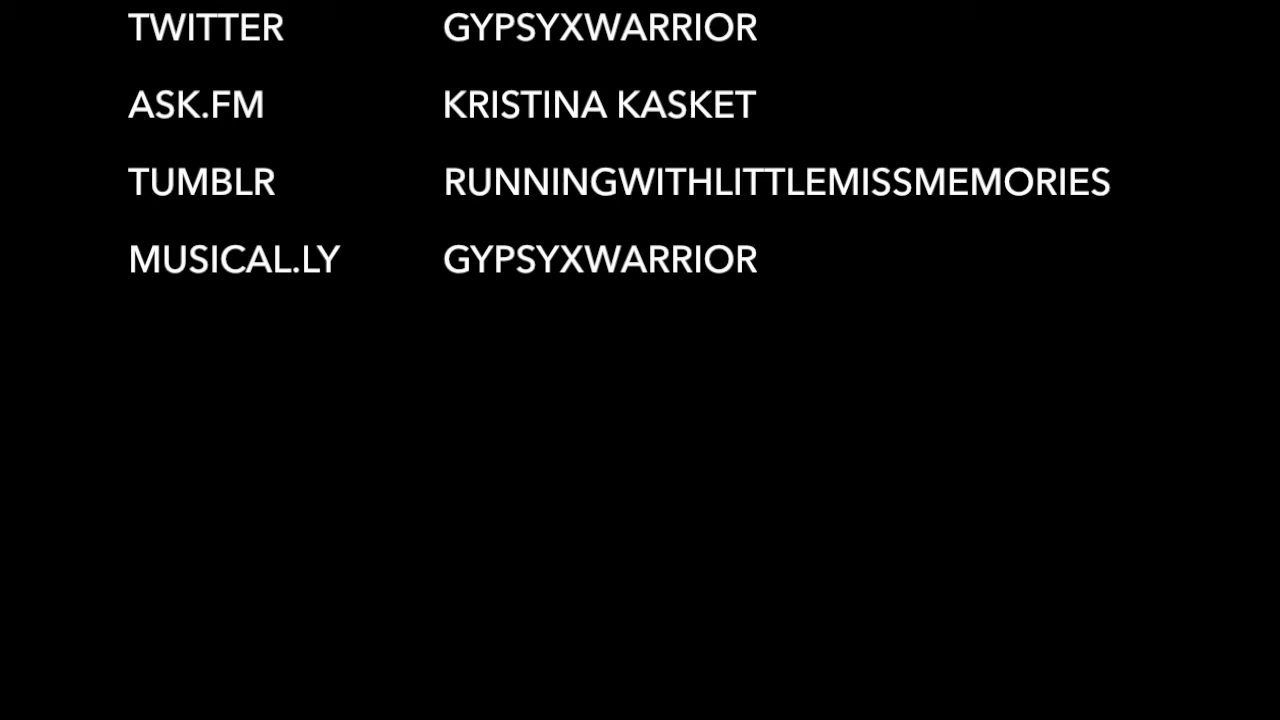 TWITTER GYPSYXWARRIOR
ASK.FM KRISTINA KASKET
TUMBLR RUNNINGWITHLITTLEMISSMEMORIES
MUSICAL.LY GYPSYXWARRIOR